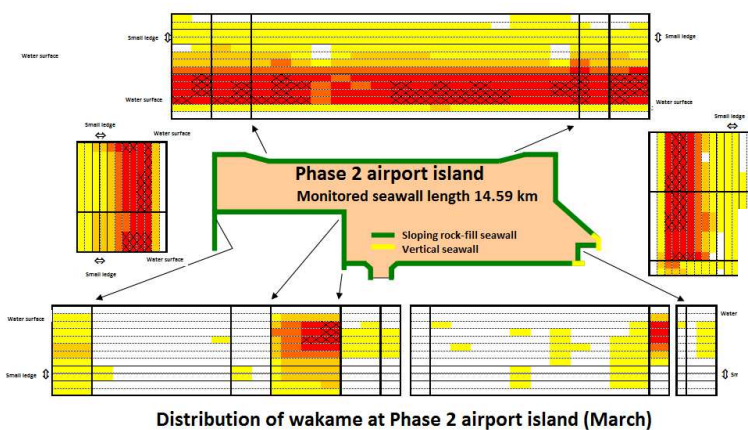 Small ledge
Small ledge
Water surface
Water surface
Water surface
Small ledge
Water surface
Small ledge
Water surface
Small ledge
Water surface
Phase 2 airport island
Monitored seawall length 14.59 km
Sloping rock-fill seawall
Vertical seawall
Water surface
Water
Small ledge
Distribution of wakame at Phase 2 airport island (March)